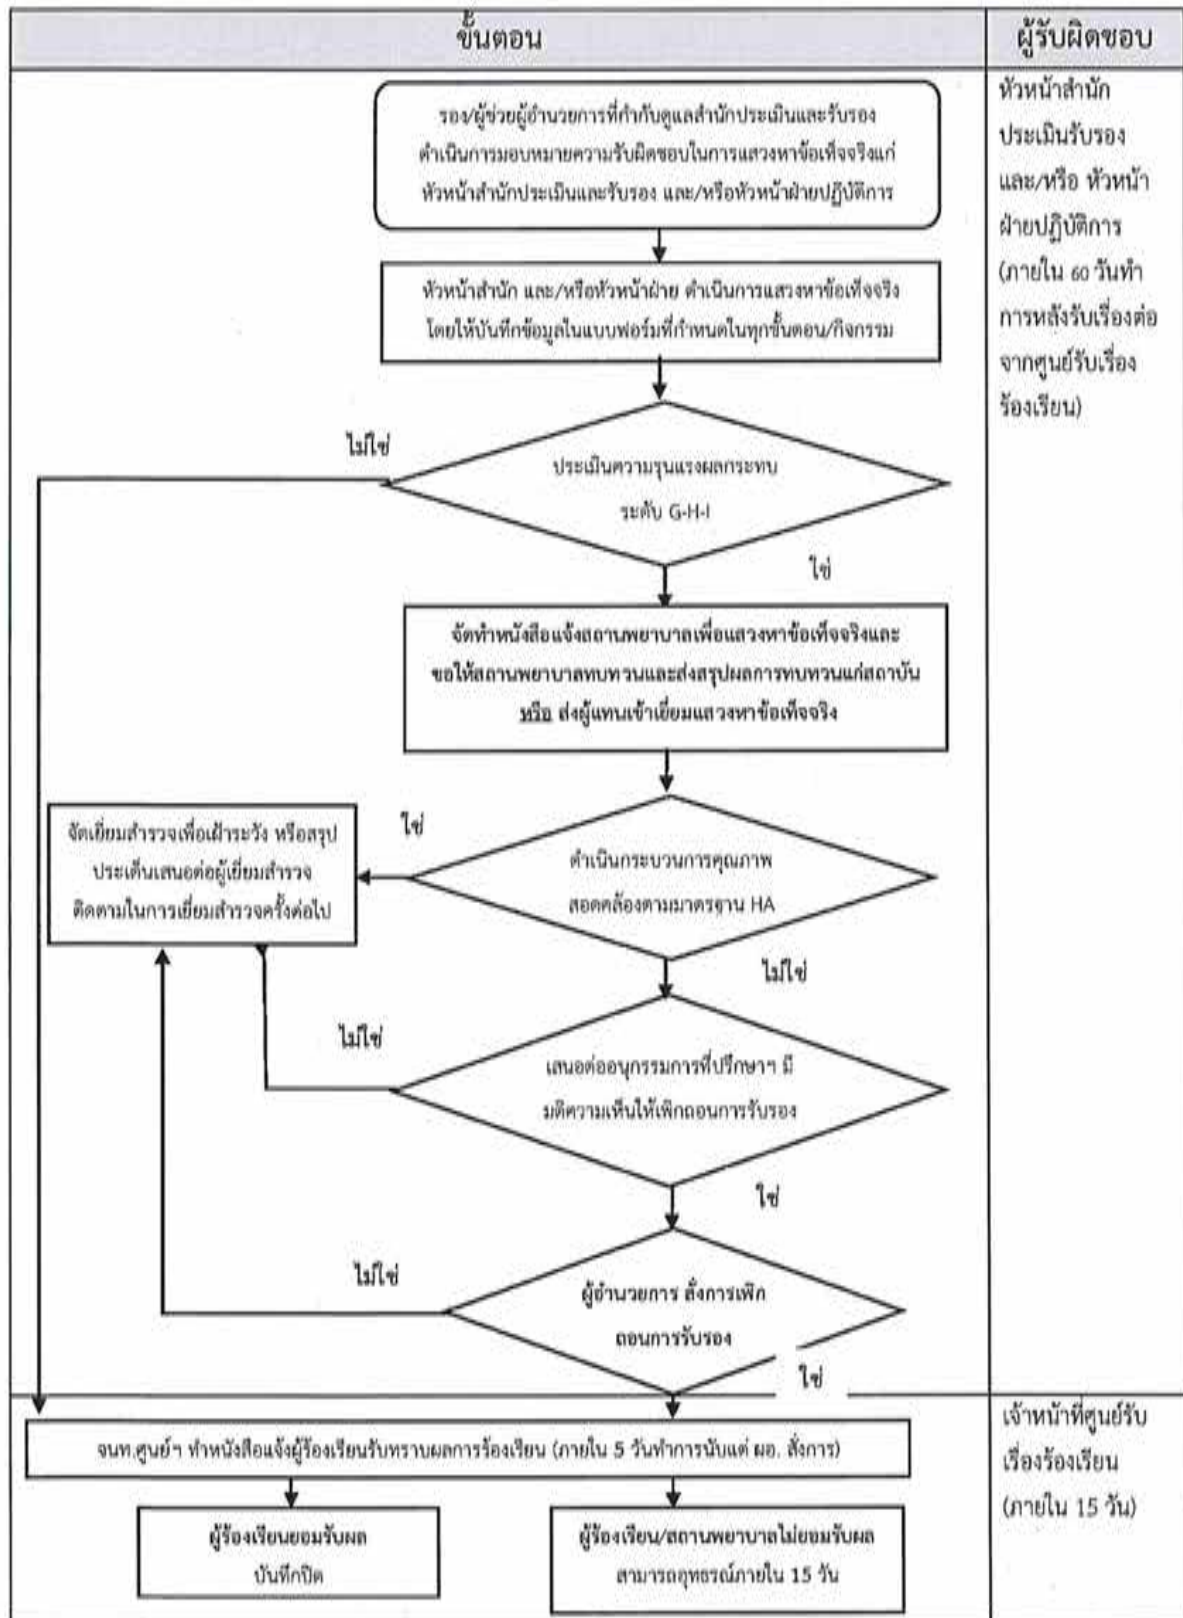 ขั้นตอน
ผู้รับผิดชอบ
รอง/ผู้ช่วยผู้อำนวยการที่กำกับดูแลสำนักประเมินและรับรอง
ดำเนินการมอบหมายความรับผิดชอบในการแสวงหาข้อเท็จจริงแก่
หัวหน้าสำนักประเมินและรับรอง และ/หรือหัวหน้าฝ่ายปฏิบัติการ
หัวหน้าสำนัก
ประเมินรับรอง
และ/หรือ หัวหน้า
ฝ่ายปฏิบัติการ
(ภายใน ๖๐ วันทำ
การหลังรับเรื่องต่อ
จากศูนย์รับเรื่อง
ร้องเรียน)
หัวหน้าสำนัก และ/หรือหัวหน้าฝ่าย ดำเนินการแสวงหาข้อเท็จจริง
โดยให้บันทึกข้อมูลในแบบฟอร์มที่กำหนดในทุกขั้นตอน/กิจกรรม
ไม่ใช่
ประเมินความรุนแรงผลกระทบ
ระดับ G-H-I
ใช่
จัดทำหนังสือแจ้งสถานพยาบาลเพื่อแสวงหาข้อเท็จจริงและ
ขอให้สถานพยาบาลทบทวนและส่งสรุปผลการทบทวนแก่สถาบัน
หรือ ส่งผู้แทนเข้าเยี่ยมแสวงหาข้อเท็จจริง
จัดเยี่ยมสำรวจเพื่อเฝ้าระวัง หรือสรุป
ประเด็นเสนอต่อผู้เยี่ยมสำรวจ
ติดตามในการเยี่ยมสำรวจครั้งต่อไป
ใช่
ดำเนินกระบวนการคุณภาพ
สอดคล้องตามมาตรฐาน HA
ไม่ใช่
ไม่ใช่
เสนอต่ออนุกรรมการที่ปรึกษาฯ มี
มติความเห็นให้เพิกถอนการรับรอง
ใช่
ไม่ใช่
ผู้อำนวยการ สั่งการเพิก
ถอนการรับรอง
ใช่
จนท.ศูนย์ฯ ทำหนังสือแจ้งผู้ร้องเรียนรับทราบผลการร้องเรียน (ภายใน 5 วันทำการนับแต่ ผอ. สั่งการ)
เจ้าหน้าที่ศูนย์รับ
เรื่องร้องเรียน
(ภายใน 15 วัน)
ผู้ร้องเรียนยอมรับผล
บันทึกปิด
ผู้ร้องเรียน/สถานพยาบาลไม่ยอมรับผล
สามารถอุทธรณ์ภายใน 15 วัน